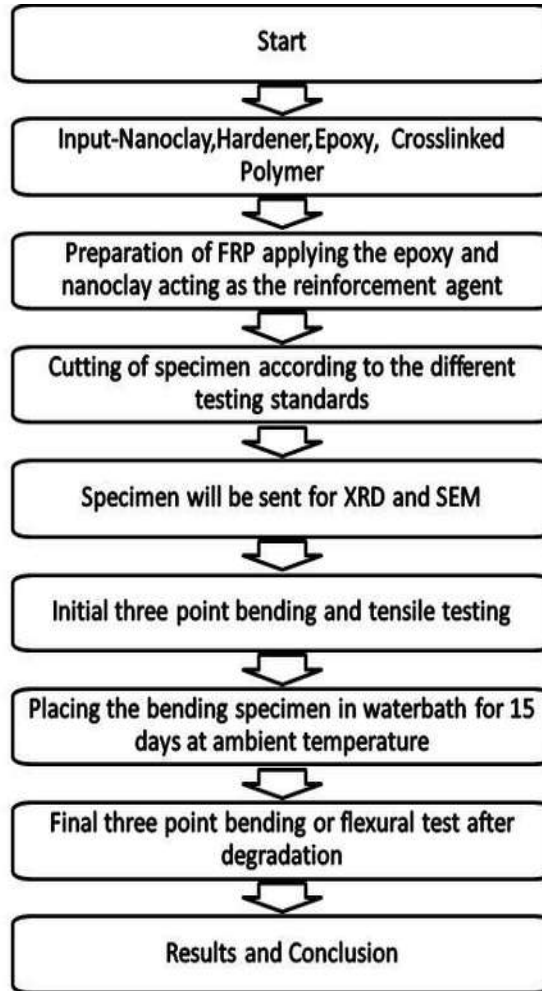 Start
Input-Nanoclay,Hardener,Epoxy, Crosslinked
Polymer
Preparation of FRP applying the epoxy and
nanoclay acting as the reinforcement agent
Cutting of specimen according to the different
testing standards
Specimen will be sent for XRD and SEM
Initial three point bending and tensile testing
Placing the bending specimen in waterbath for 15
days at ambient temperature
Final three point bending or flexural test after
degradation
Results and Conclusion